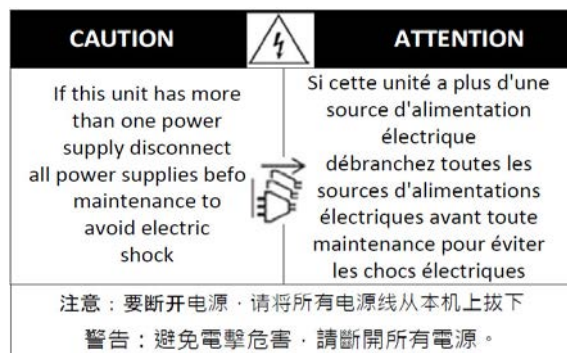 CAUTION
ATTENTION
If this unit has more
than one power
supply disconnect
all power supplies befo
maintenance to
avoid electric
shock
Si cette unité a plus d'une
source d'alimentation
électrique
débranchez toutes les
sources d'alimentations
électriques avant toute
maintenance pour éviter
les chocs électriques
注意：要断开电源，请将所有电源线从本机上拔下
警告：避免電擊危害，請斷開所有電源。